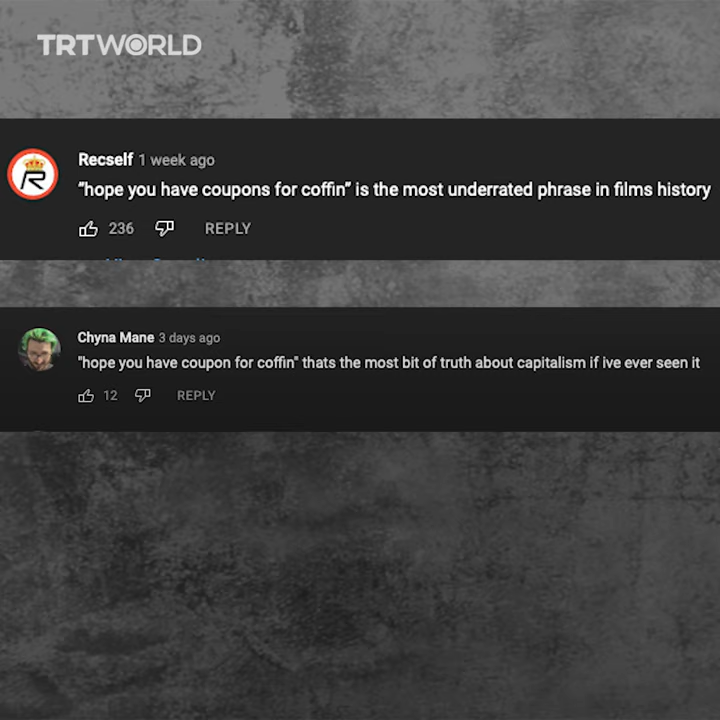 TRTWORLD
Recself 1 week ago
"hope you have coupons for coffin" is the most underrated phrase in films history
236 REPLY
Chyna Mane 3 days ago
"hope you have coupon for coffin" thats the most bit of truth about capitalism if ive ever seen it
12 REPLY